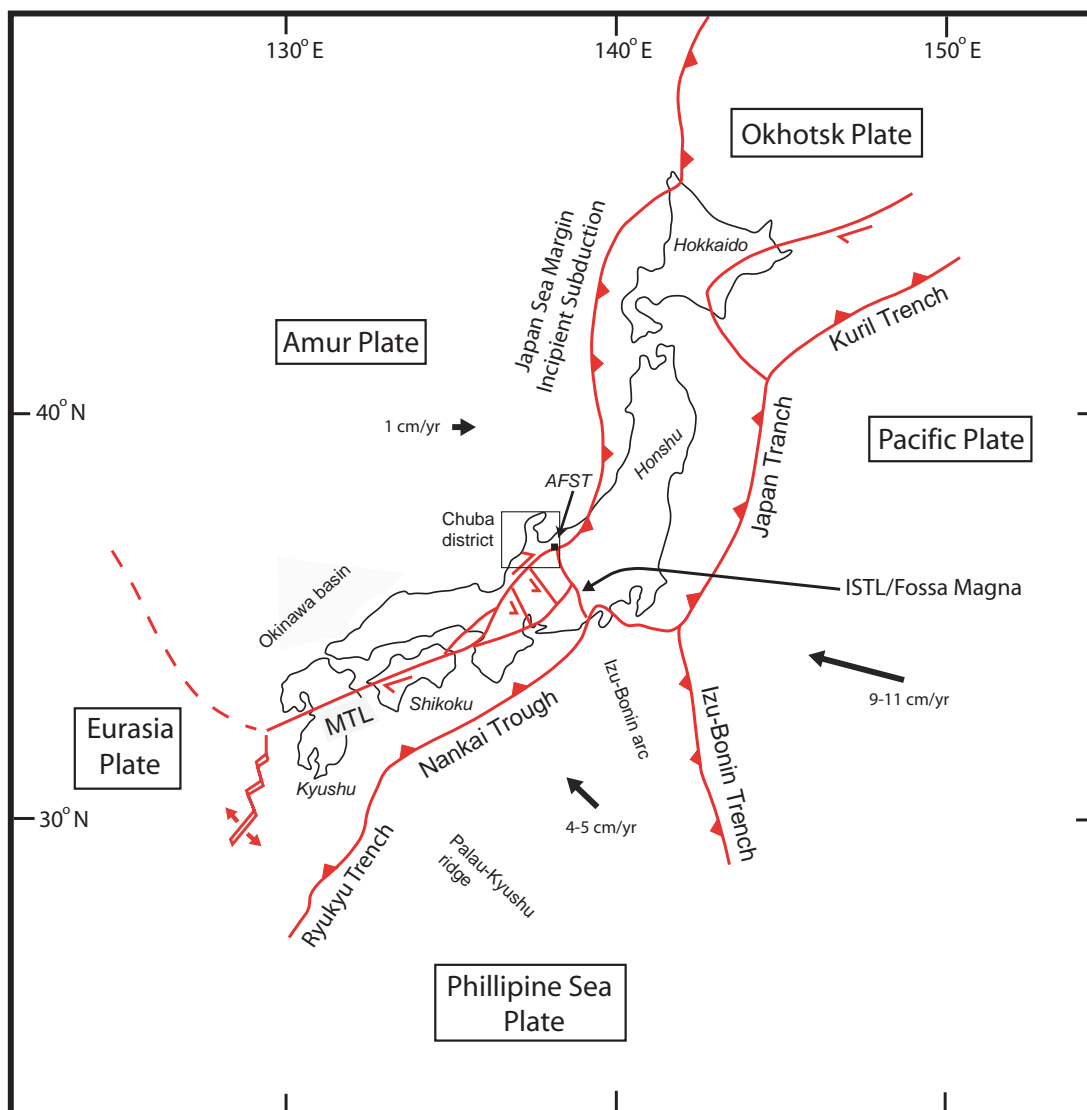 130° E
140° E
150° E
Okhotsk Plate
Hokkaido
Japan Sea Margin
Incipient Subduction
Kuril Trench
Amur Plate
40° N
1 cm/yr
Honshu
Japan Tranch
Pacific Plate
AFST
Chuba
district
ISTL/Fossa Magna
Okinawa basin
Izu-Bonin arc
9-11 cm/yr
Shikoku
MTL
Nankai Trough
Izu-Bonin Trench
Eurasia
Plate
Kyushu
30° N
4-5 cm/yr
Ryukyu Trench
Palau-Kyushu
ridge
Phillipine Sea
Plate